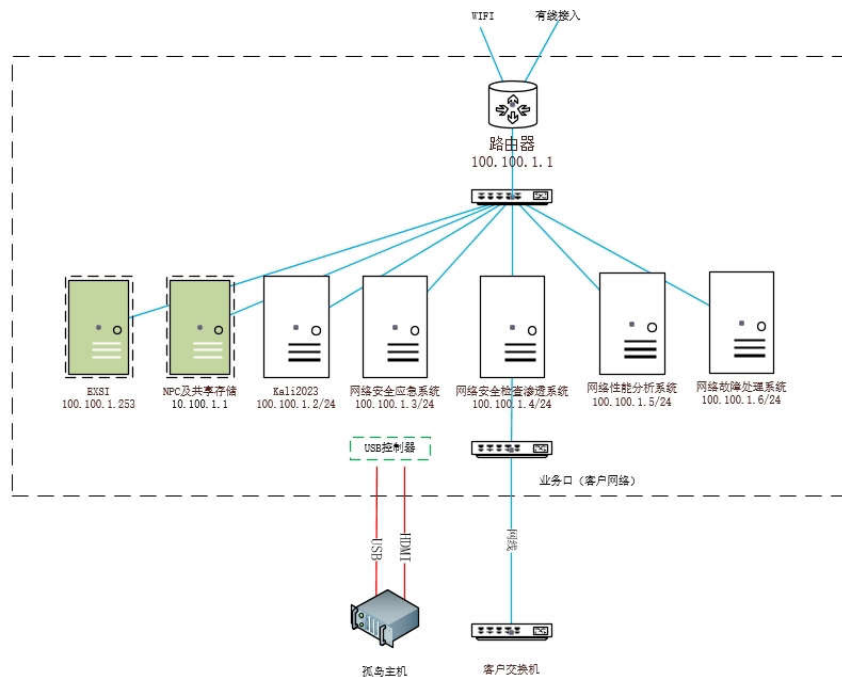 WIFI
有线接入
路由器
100.100.1.1
EXSI
100.100.1.253
NPC及共享存储
10.100.1.1
Kali2023
100.100.1.2/24
网络安全应急系统
100.100.1.3/24
网络安全检查渗透系统
100.100.1.4/24
网络性能分析系统
100.100.1.5/24
网络故障处理系统
100.100.1.6/24
USB控制器
业务口（客户网络）
USB
HDMI
网线
孤岛主机
客户交换机